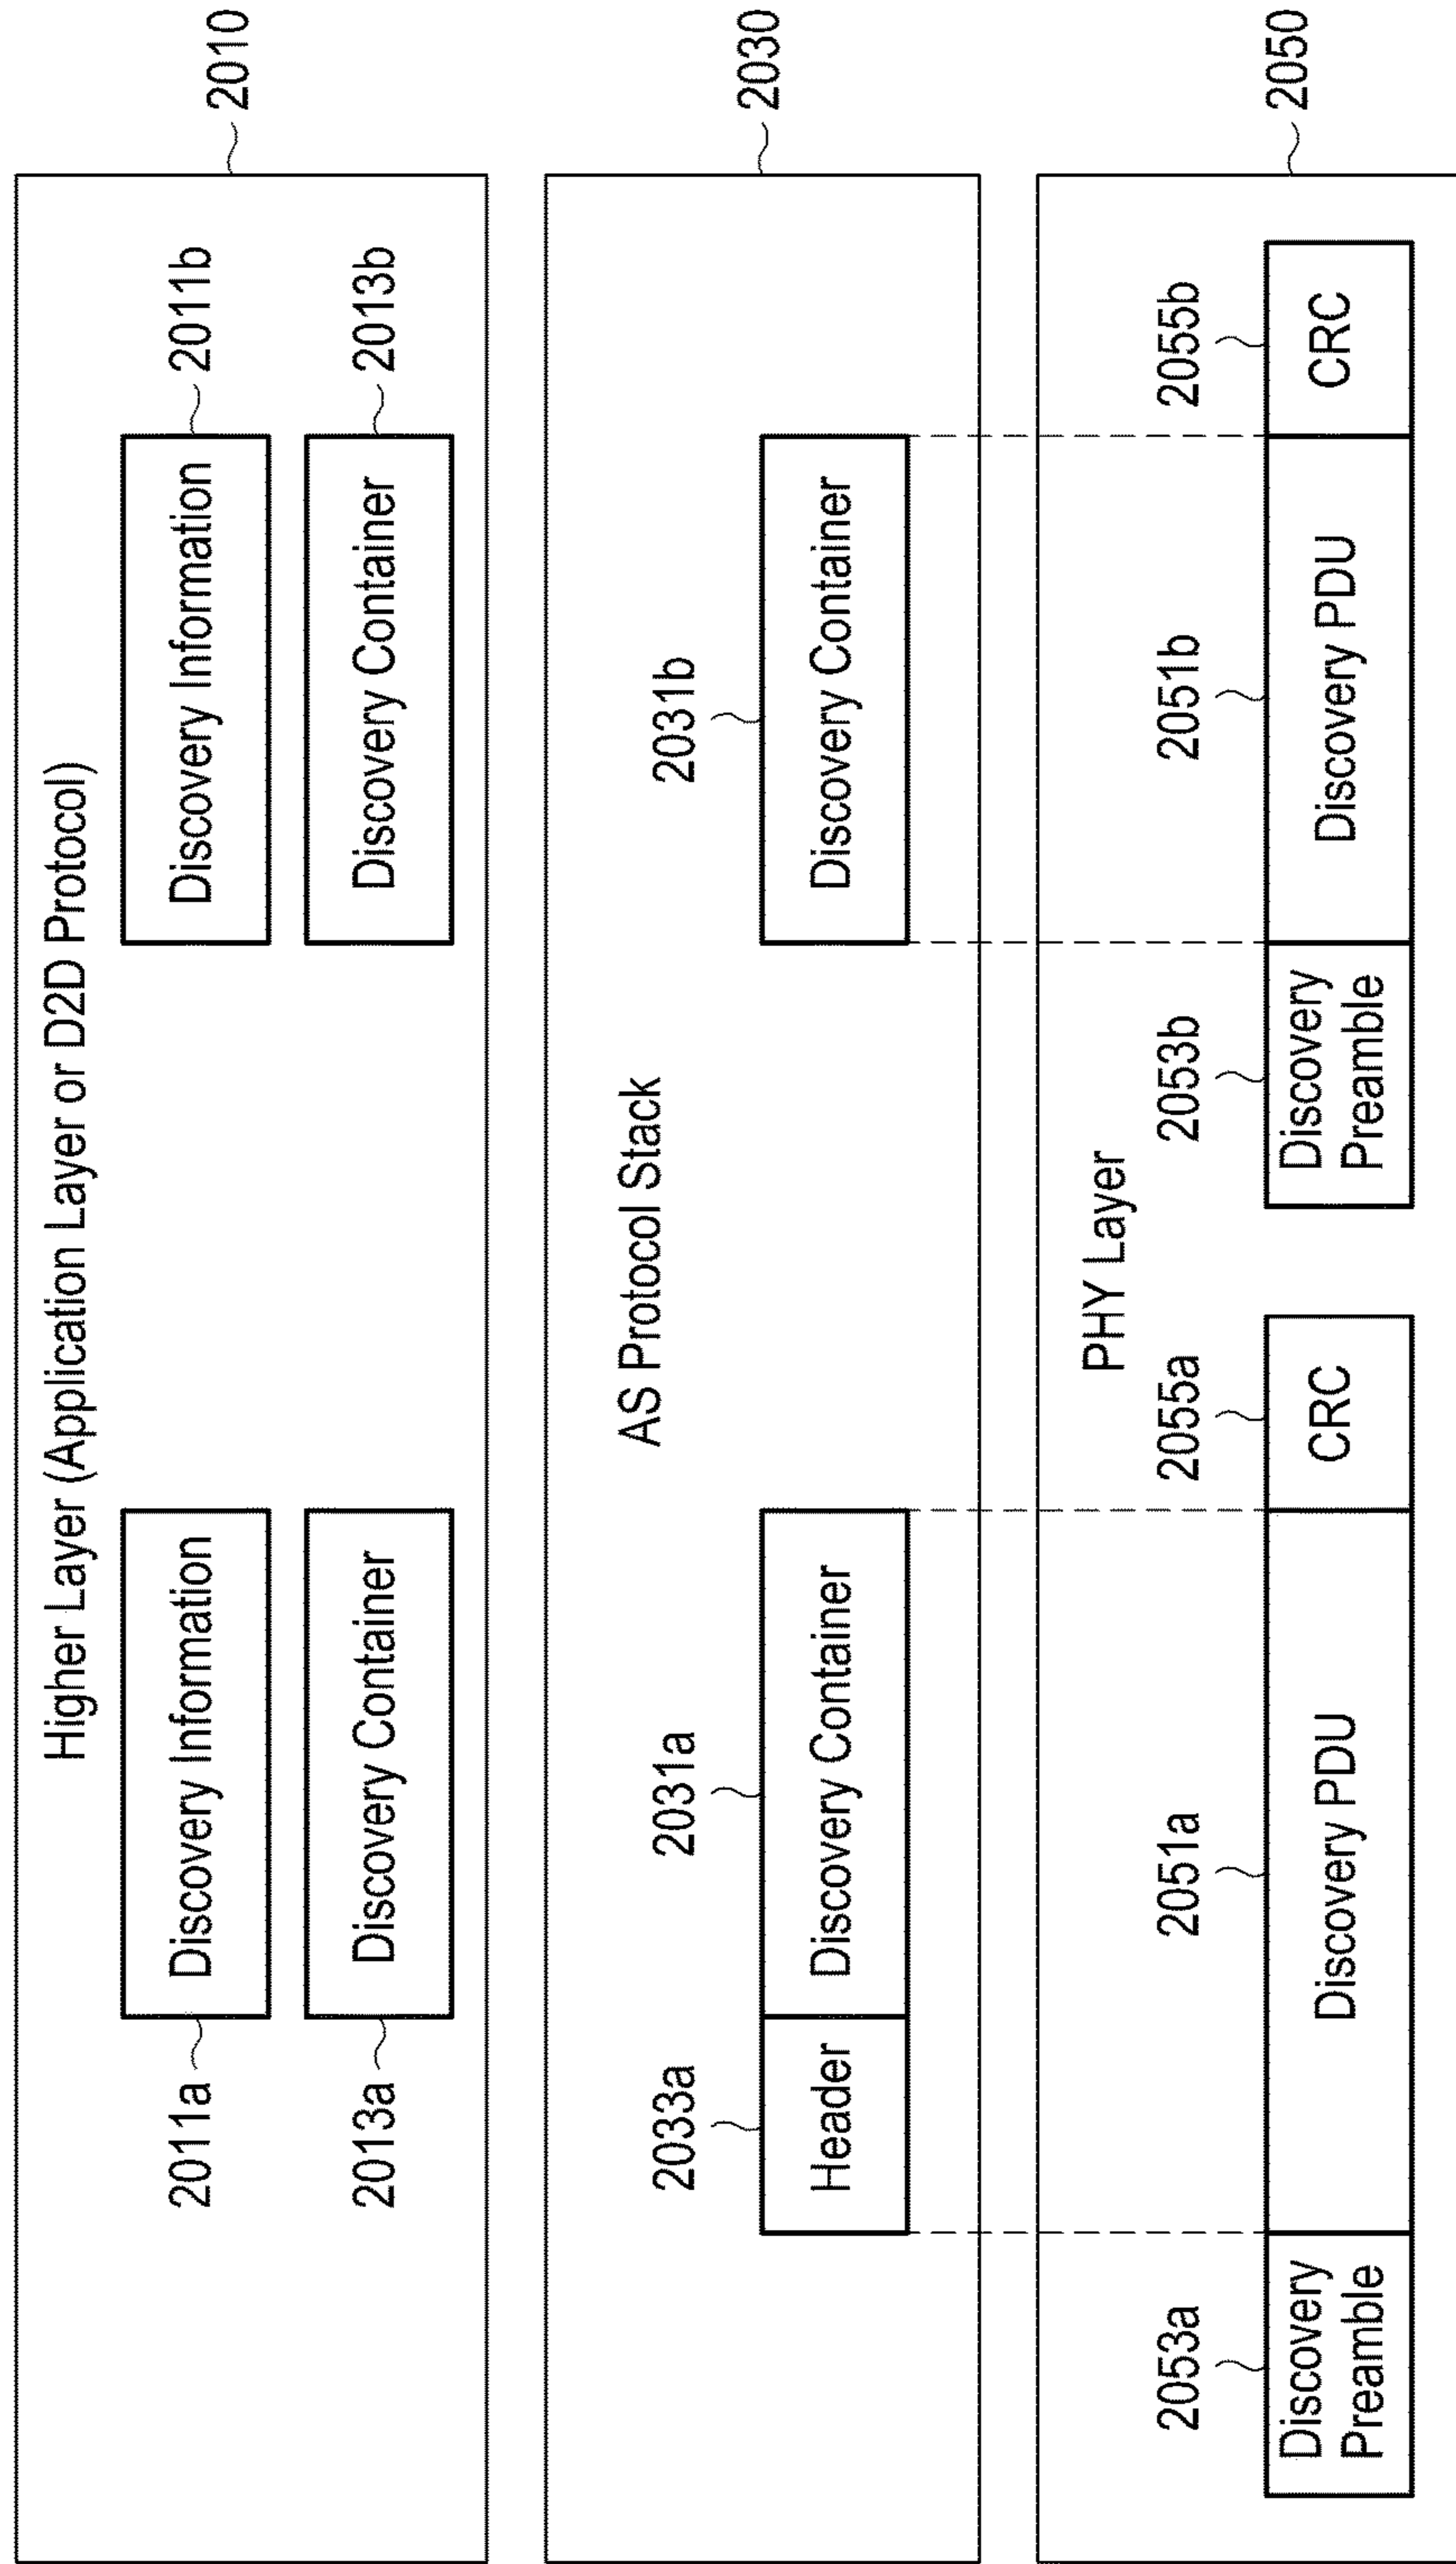 Higher Layer (Application Layer or D2D Protocol)
2010
2011a
Discovery Information
Discovery Information
2011b
2013a
Discovery Container
Discovery Container
2013b
AS Protocol Stack
2030
2033a
2031a
2031b
Header
Discovery Container
Discovery Container
PHY Layer
2050
2053a
2051a
2055a
2053b
2051b
2055b
Discovery
Preamble
Discovery PDU
CRC
Discovery
Preamble
Discovery PDU
CRC